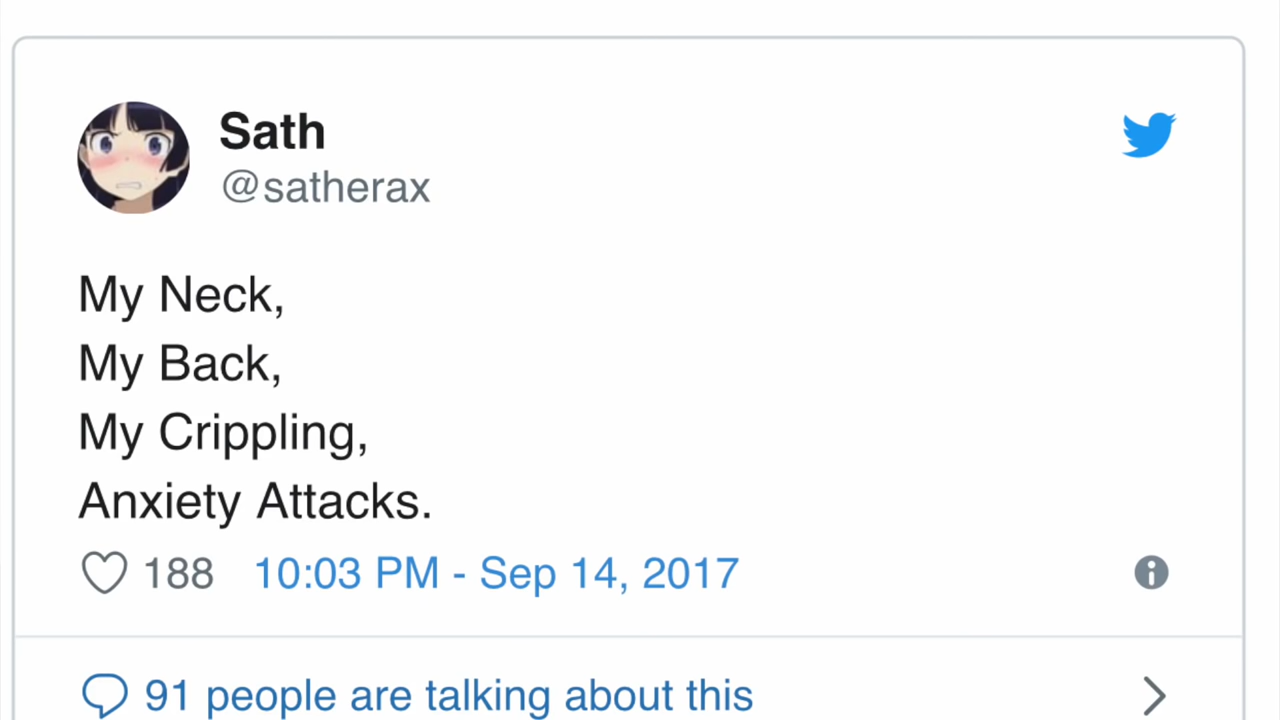 Sath
@satherax
My Neck,
My Back,
My Crippling,
Anxiety Attacks.
188 10:03 PM - Sep 14, 2017
91 people are talking about this